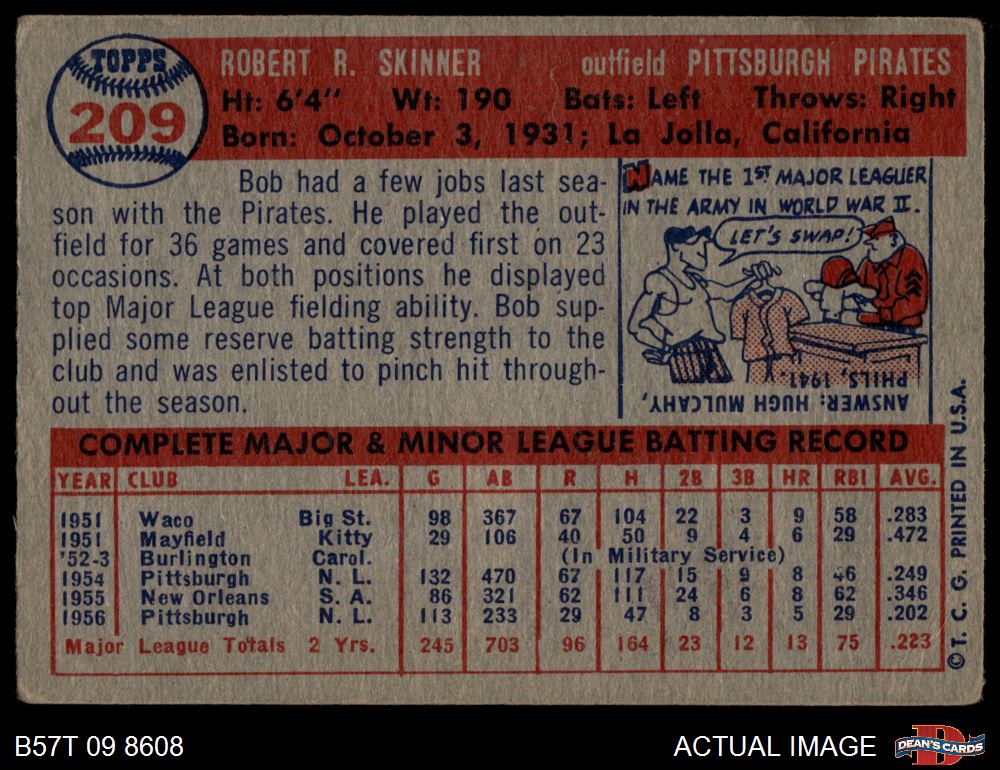 TOPPS
209
ROBERT R. SKINNER outfield PITTSBURGH PIRATES
Ht: 6'4" Wt: 190 Bats: Left Throws: Right
Born: October 3, 1931; La Jolla, California
Bob had a few jobs last sea-
son with the Pirates. He played the out-
field for 36 games and covered first on 23
occasions. At both positions he displayed
top Major League fielding ability. Bob sup-
plied some reserve batting strength to the
club and was enlisted to pinch hit through-
out the season.
NAME THE 1ST MAJOR LEAGUER
IN THE ARMY IN WORLD WAR II.
LET'S SWAP!
ANSWER: HUGH MULCAHY,
PHILS, 1941
COMPLETE MAJOR & MINOR LEAGUE BATTING RECORD
YEAR CLUB LEA. G AB R H 2B 3B HR RBI AVG.
1951 Waco Big St. 98 367 67 104 22 3 9 58 .283
1951 Mayfield Kitty 29 106 40 50 9 4 6 29 .472
'52-3 Burlington Carol. (In Military Service)
1954 Pittsburgh N. L. 132 470 67 117 15 9 8 46 .249
1955 New Orleans S. A. 86 321 62 111 24 6 8 62 .346
1956 Pittsburgh N. L. 113 233 29 47 8 3 5 29 .202
Major League Totals 2 Yrs. 245 703 96 164 23 12 13 75 .223
© T. C. G. PRINTED IN U.S.A.
B57T 09 8608
ACTUAL IMAGE
D
DEAN'S CARDS